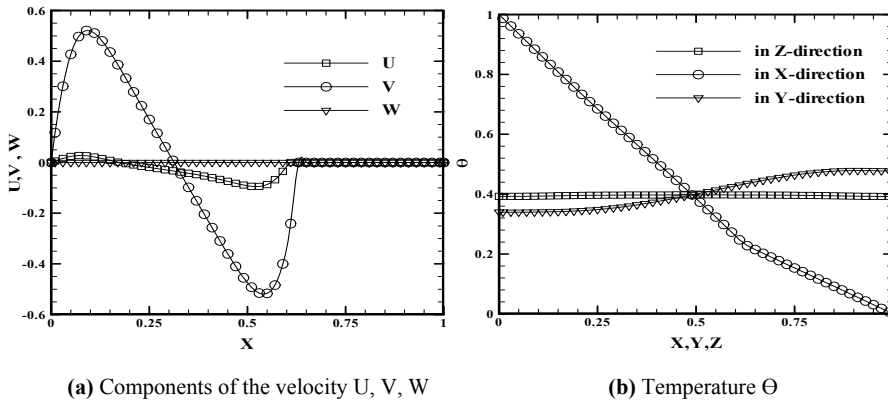 0.6
0.4
0.2
0
-0.2
-0.4
-0.6
U,V , W
U
V
W
0
0.25
0.5
0.75
1
X
1
0.8
0.6
0.4
0.2
0
Θ
in Z-direction
in X-direction
in Y-direction
0
0.25
0.5
0.75
X,Y,Z
(a) Components of the velocity U, V, W
(b) Temperature Ɵ